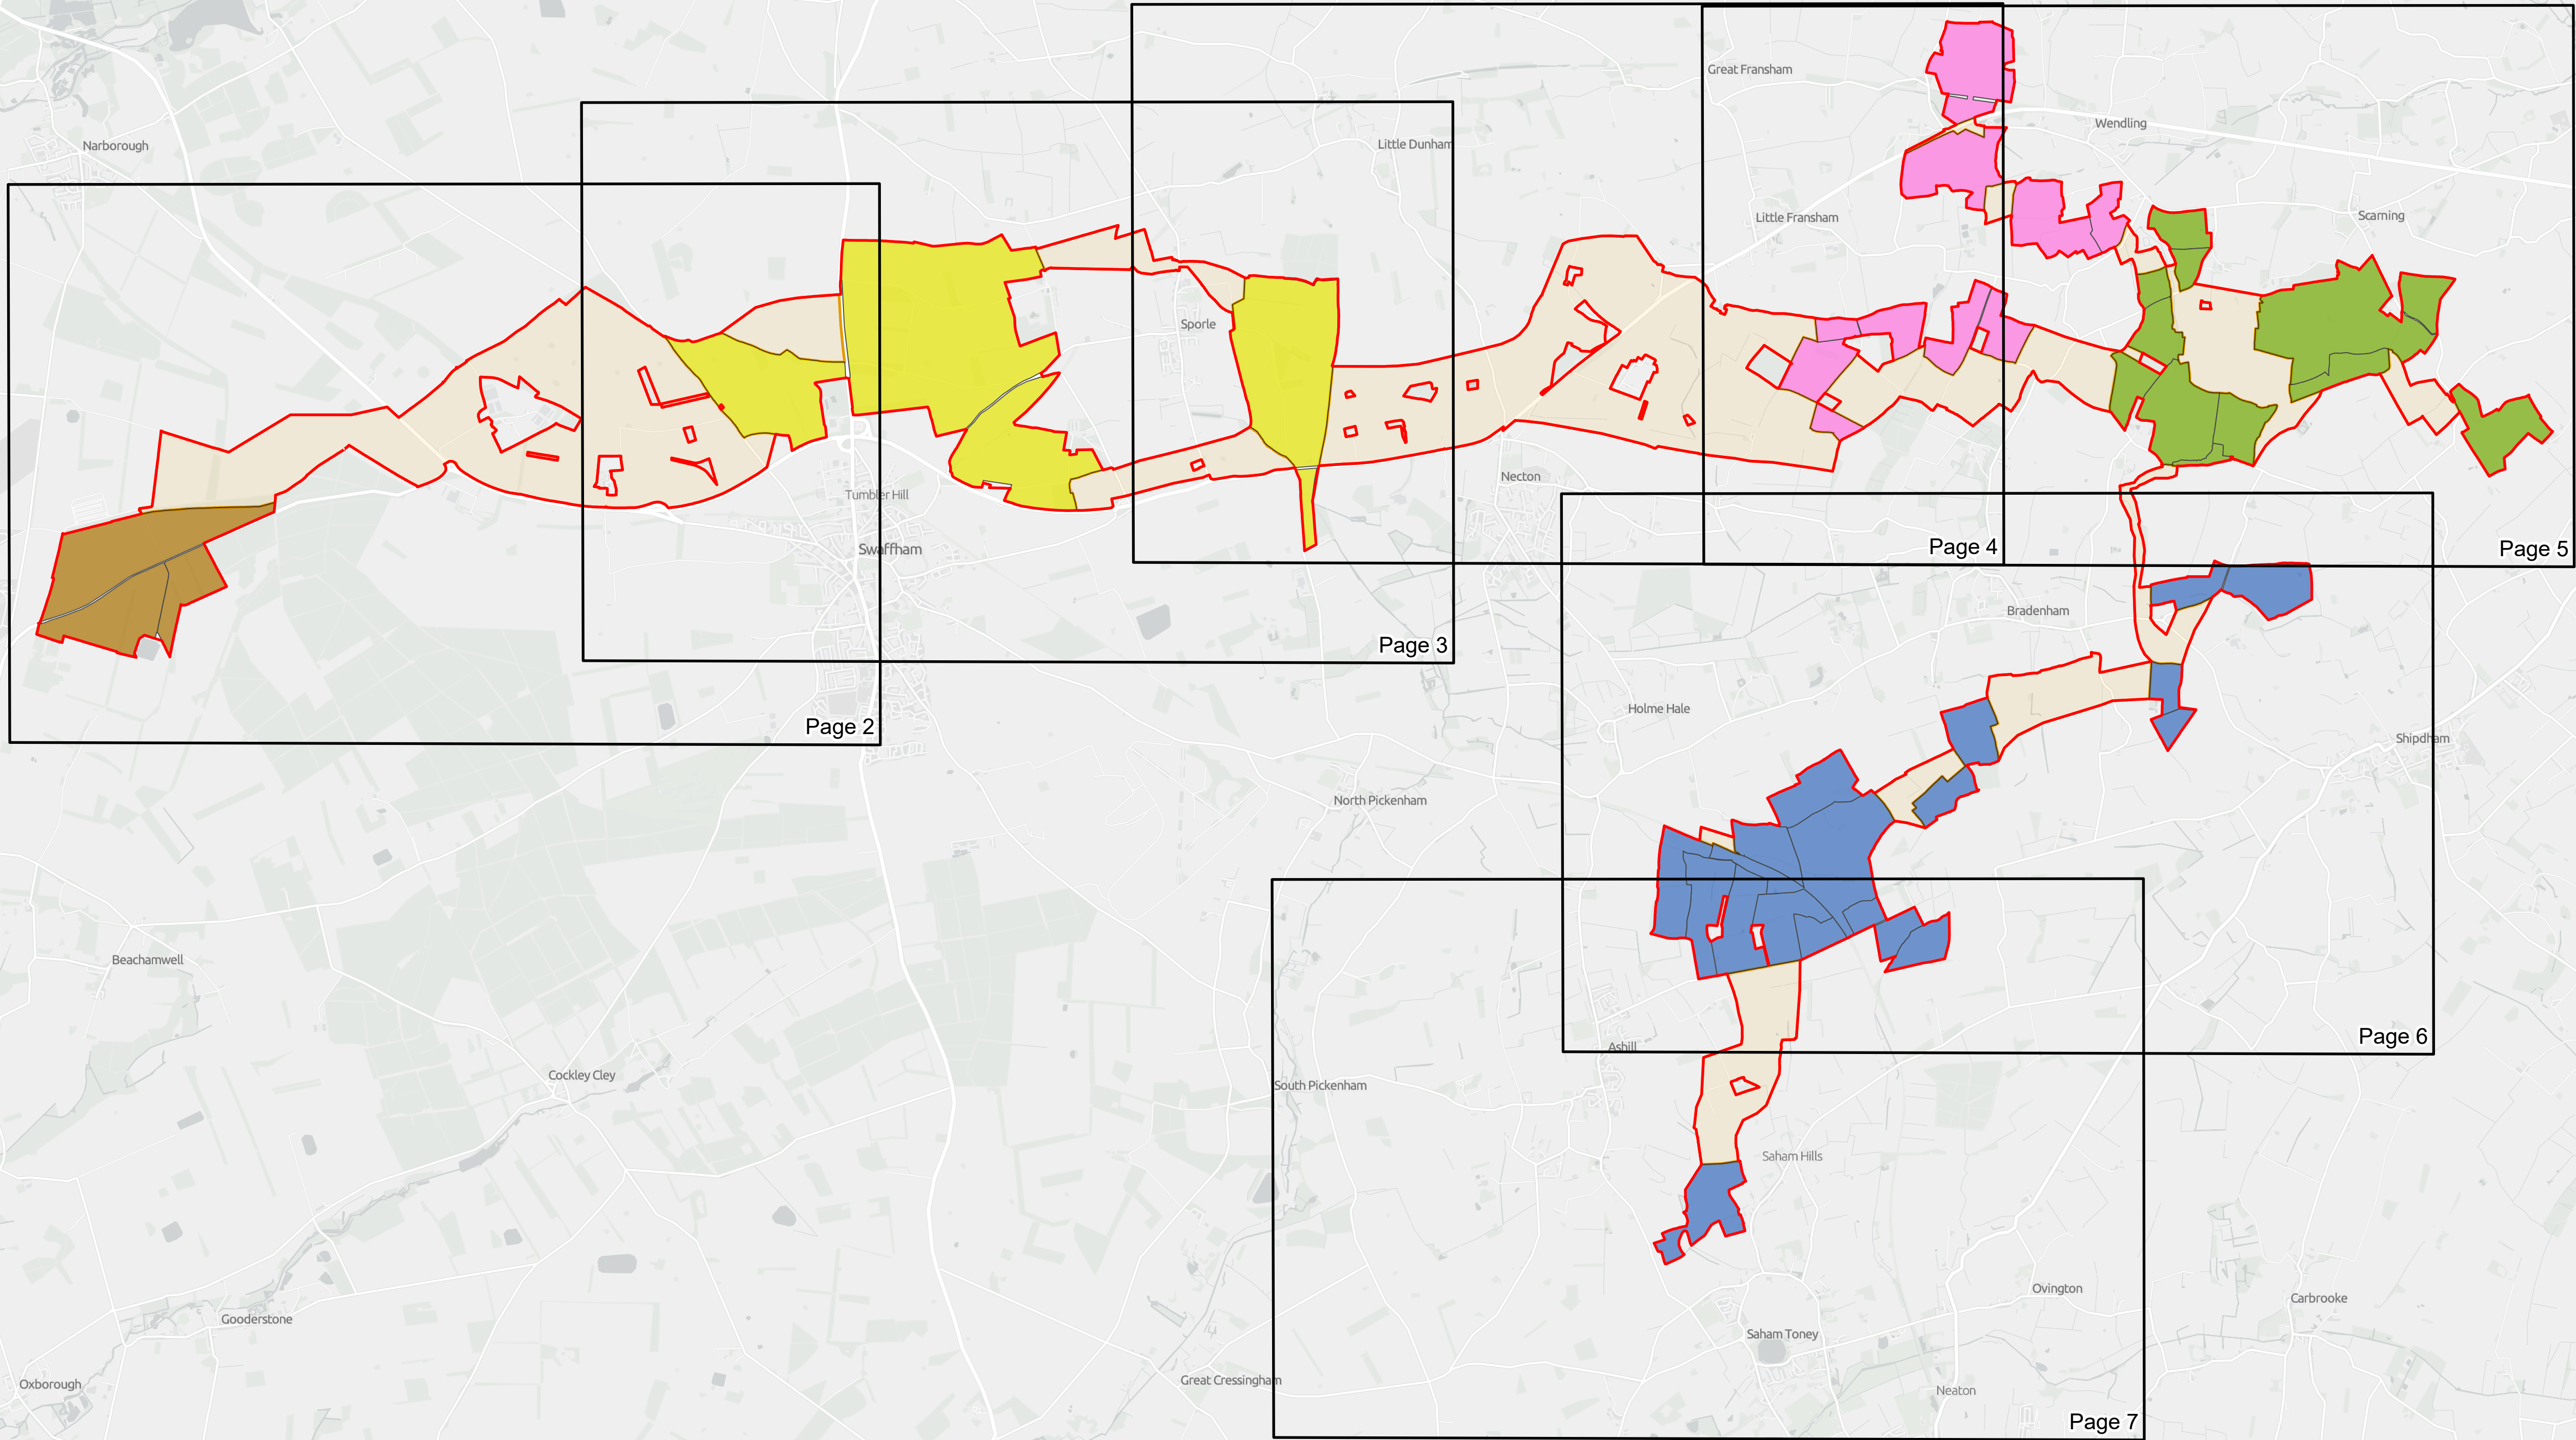 Great Fransham
Wendling
Little Dunham
Narborough
Scarning
Little Fransham
Sporle
Necton
Tumbler Hill
Page 4
Swaffham
Page 5
Bradenham
Page 3
Holme Hale
Page 2
Shipdham
North Pickenham
Beachamwell
Page 6
Ashill
Cockley Cley
South Pickenham
Saham Hills
Ovington
Carbrooke
Gooderstone
Saham Toney
Great Cressingham
Oxborough
Neaton
Page 7